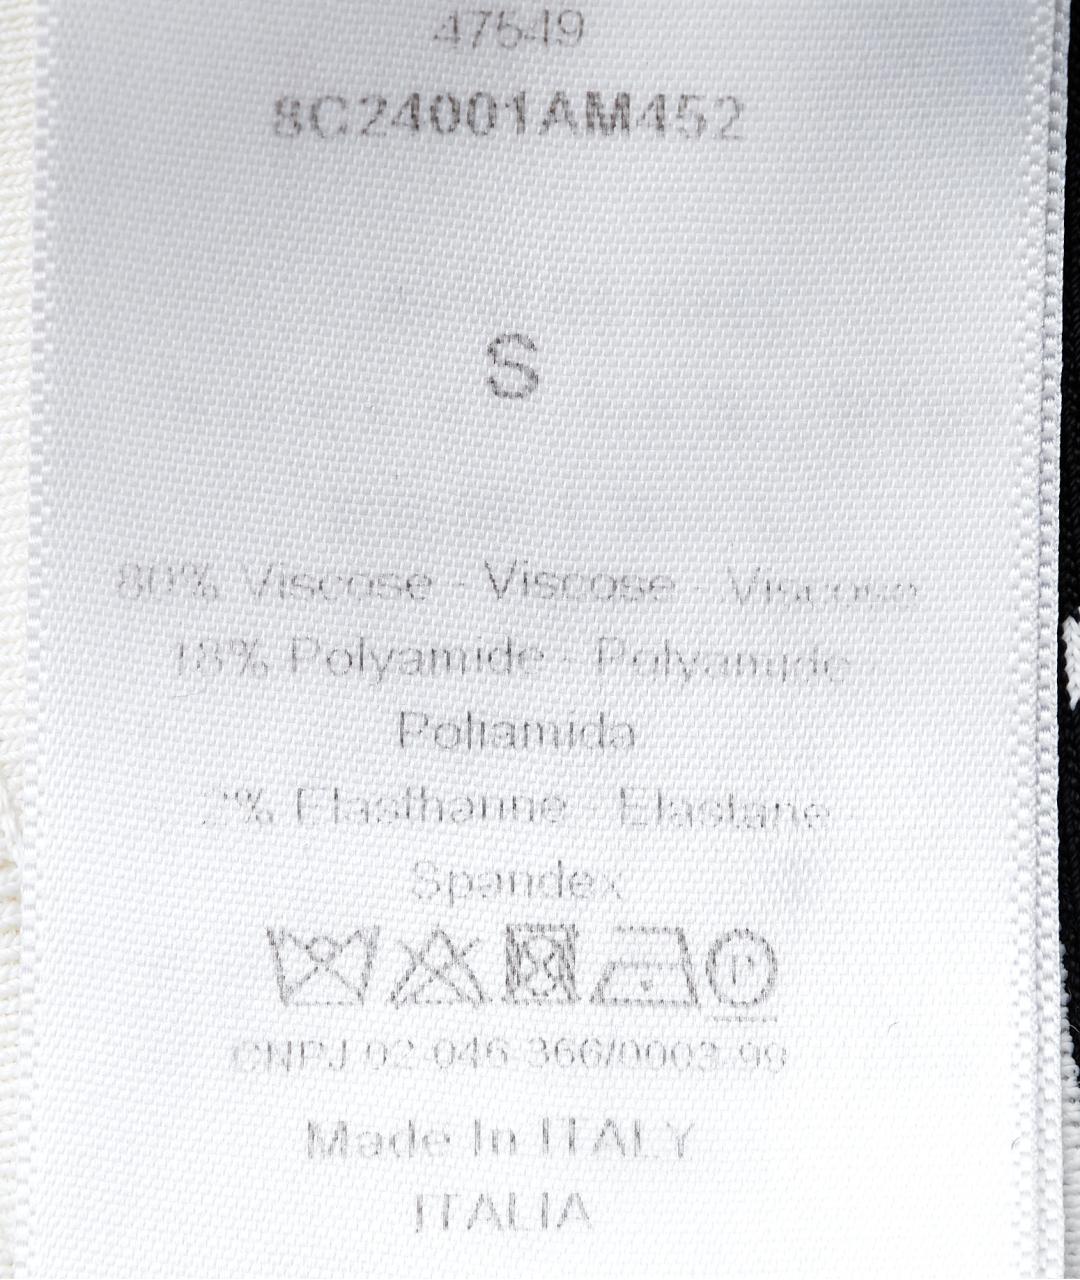 47549
8C24001AM452
S
80% Viscose - Viscose - Viscose
18% Polyamide - Polyamide
Poliamida
2% Elasthanne - Elastane
Spandex
P
CNPJ 02.046.366/0003-99
Made In ITALY
ITALIA